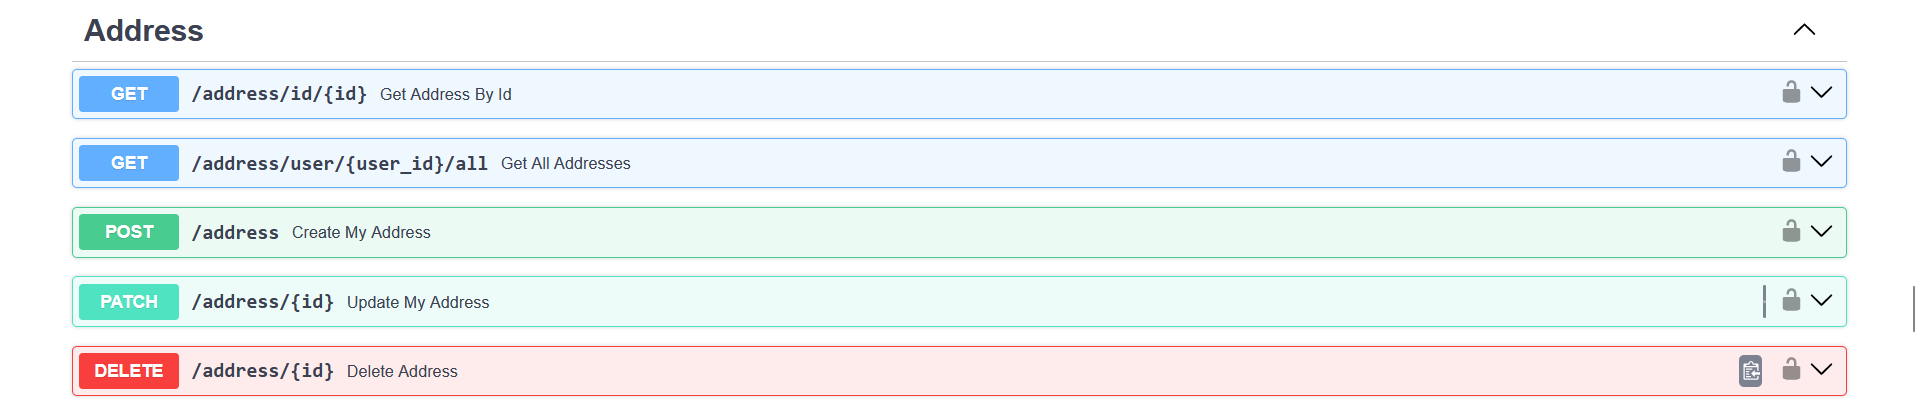 Address
GET /address/id/{id} Get Address By Id
GET /address/user/{user_id}/all Get All Addresses
POST /address Create My Address
PATCH /address/{id} Update My Address
DELETE /address/{id} Delete Address